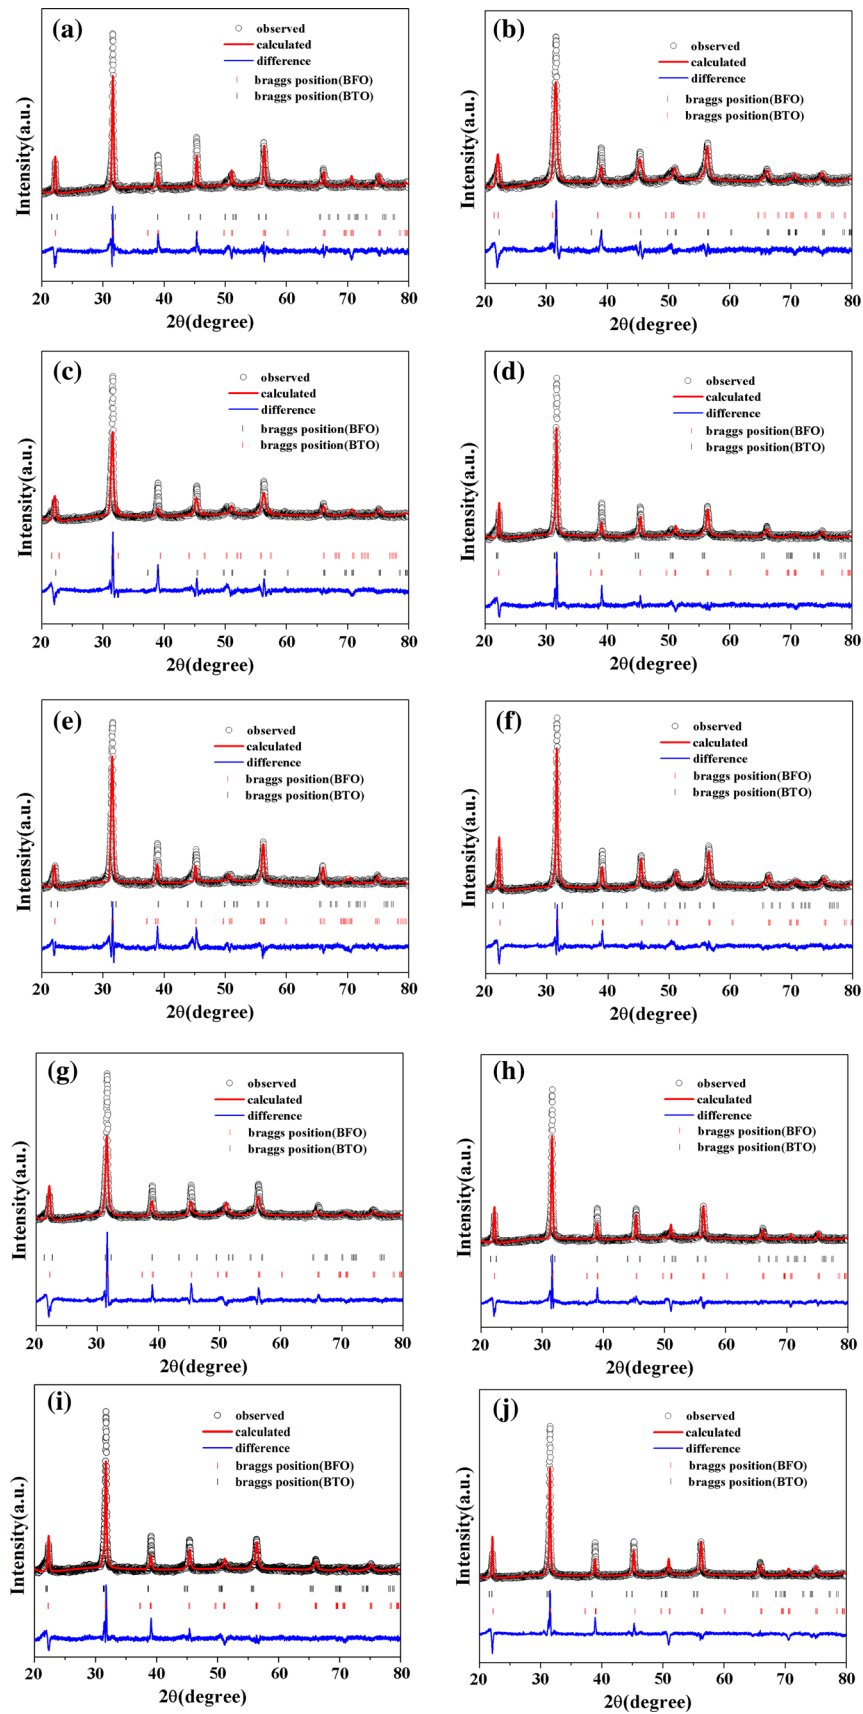 (a)
observed
calculated
difference
braggs position(BFO)
braggs position(BTO)
Intensity(a.u.)
20 30 40 50 60 70 80
2θ(degree)
(b)
observed
calculated
difference
braggs position(BFO)
braggs position(BTO)
Intensity(a.u.)
20 30 40 50 60 70 80
2θ(degree)
(c)
observed
calculated
difference
braggs position(BFO)
braggs position(BTO)
Intensity(a.u.)
20 30 40 50 60 70 80
2θ(degree)
(d)
observed
calculated
difference
braggs position(BFO)
braggs position(BTO)
Intensity(a.u.)
20 30 40 50 60 70 80
2θ(degree)
(e)
observed
calculated
difference
braggs position(BFO)
braggs position(BTO)
Intensity(a.u.)
20 30 40 50 60 70 80
2θ(degree)
(f)
observed
calculated
difference
braggs position(BFO)
braggs position(BTO)
Intensity(a.u.)
20 30 40 50 60 70 80
2θ(degree)
(g)
observed
calculated
difference
braggs position(BFO)
braggs position(BTO)
Intensity(a.u.)
20 30 40 50 60 70 80
2θ(degree)
(h)
observed
calculated
difference
braggs position(BFO)
braggs position(BTO)
Intensity(a.u.)
20 30 40 50 60 70 80
2θ(degree)
(i)
observed
calculated
difference
braggs position(BFO)
braggs position(BTO)
Intensity(a.u.)
20 30 40 50 60 70 80
2θ(degree)
(j)
observed
calculated
difference
braggs position(BFO)
braggs position(BTO)
Intensity(a.u.)
20 30 40 50 60 70 80
2θ(degree)